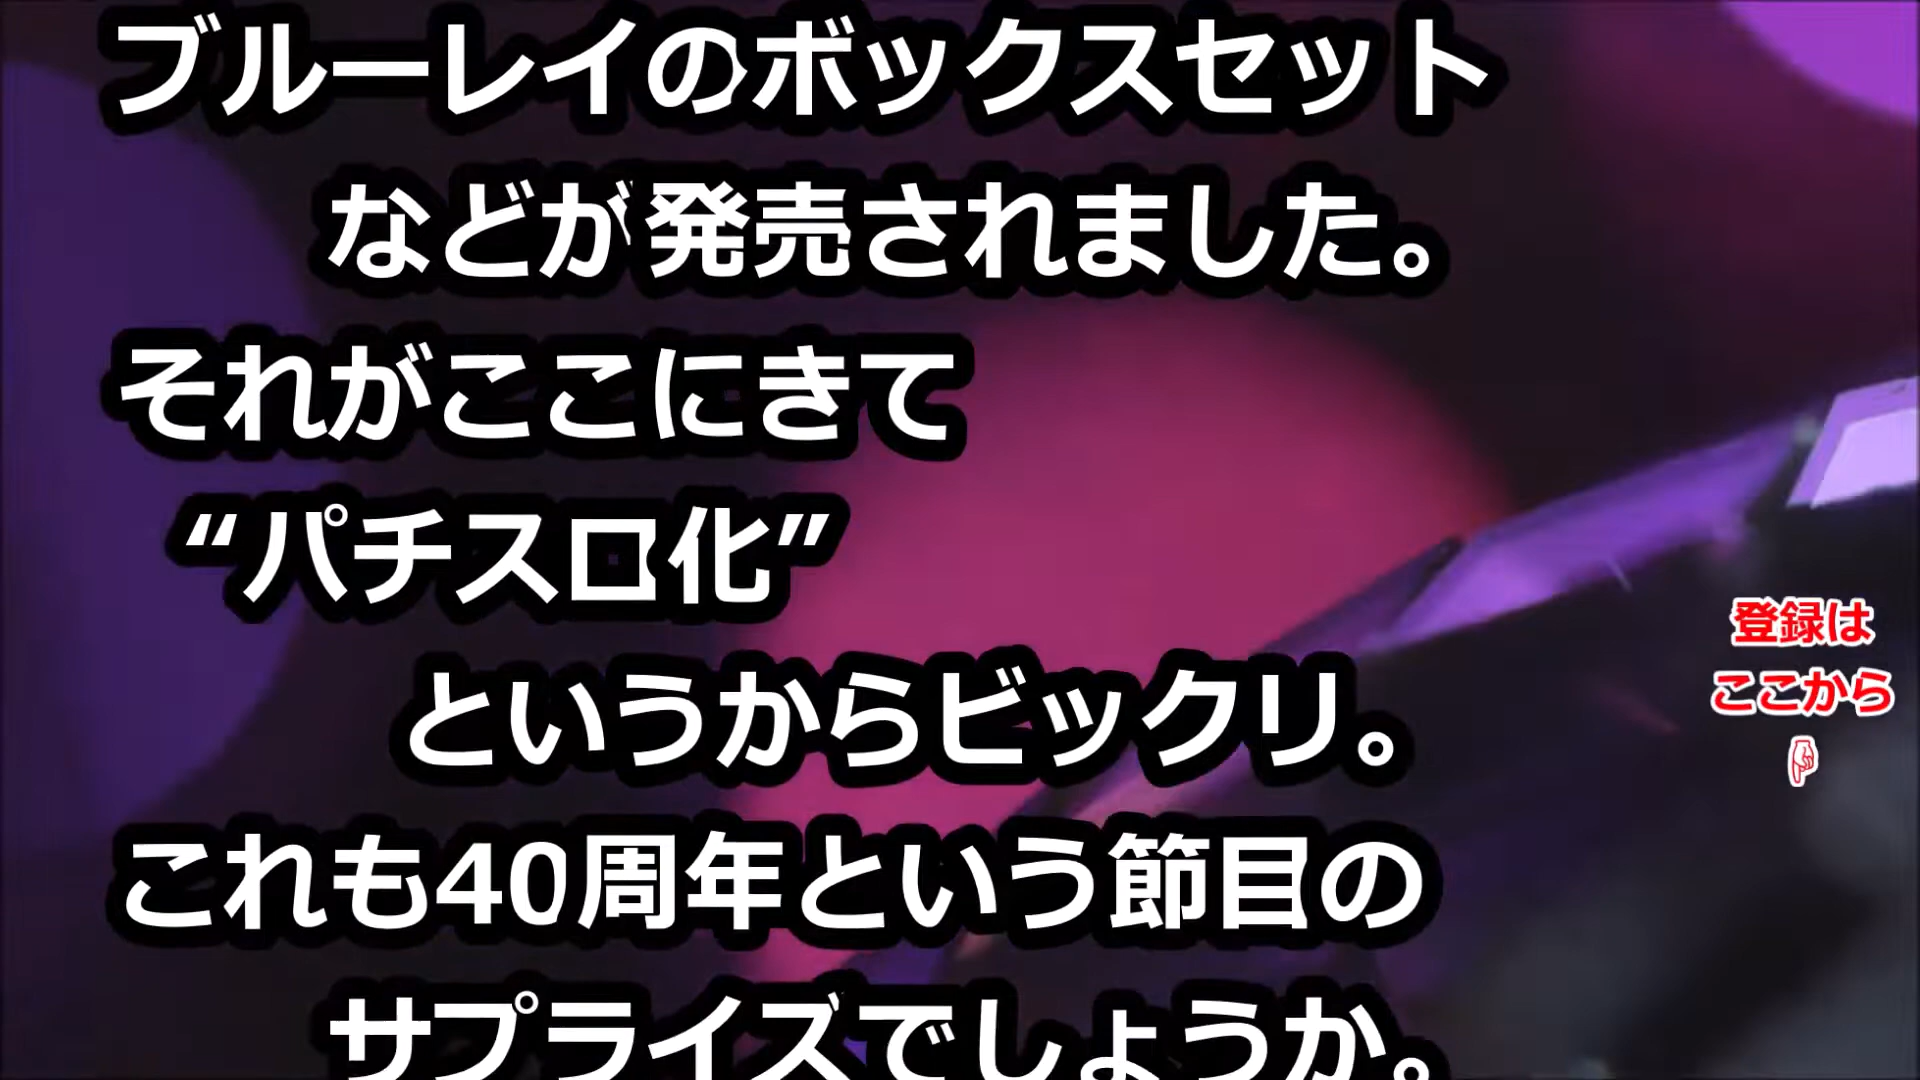 ブルーレイのボックスセット
などが発売されました。
それがここにきて
“パチスロ化”
というからビックリ。
これも40周年という節目の
サプライズでしょうか。
登録は
ここから
☟